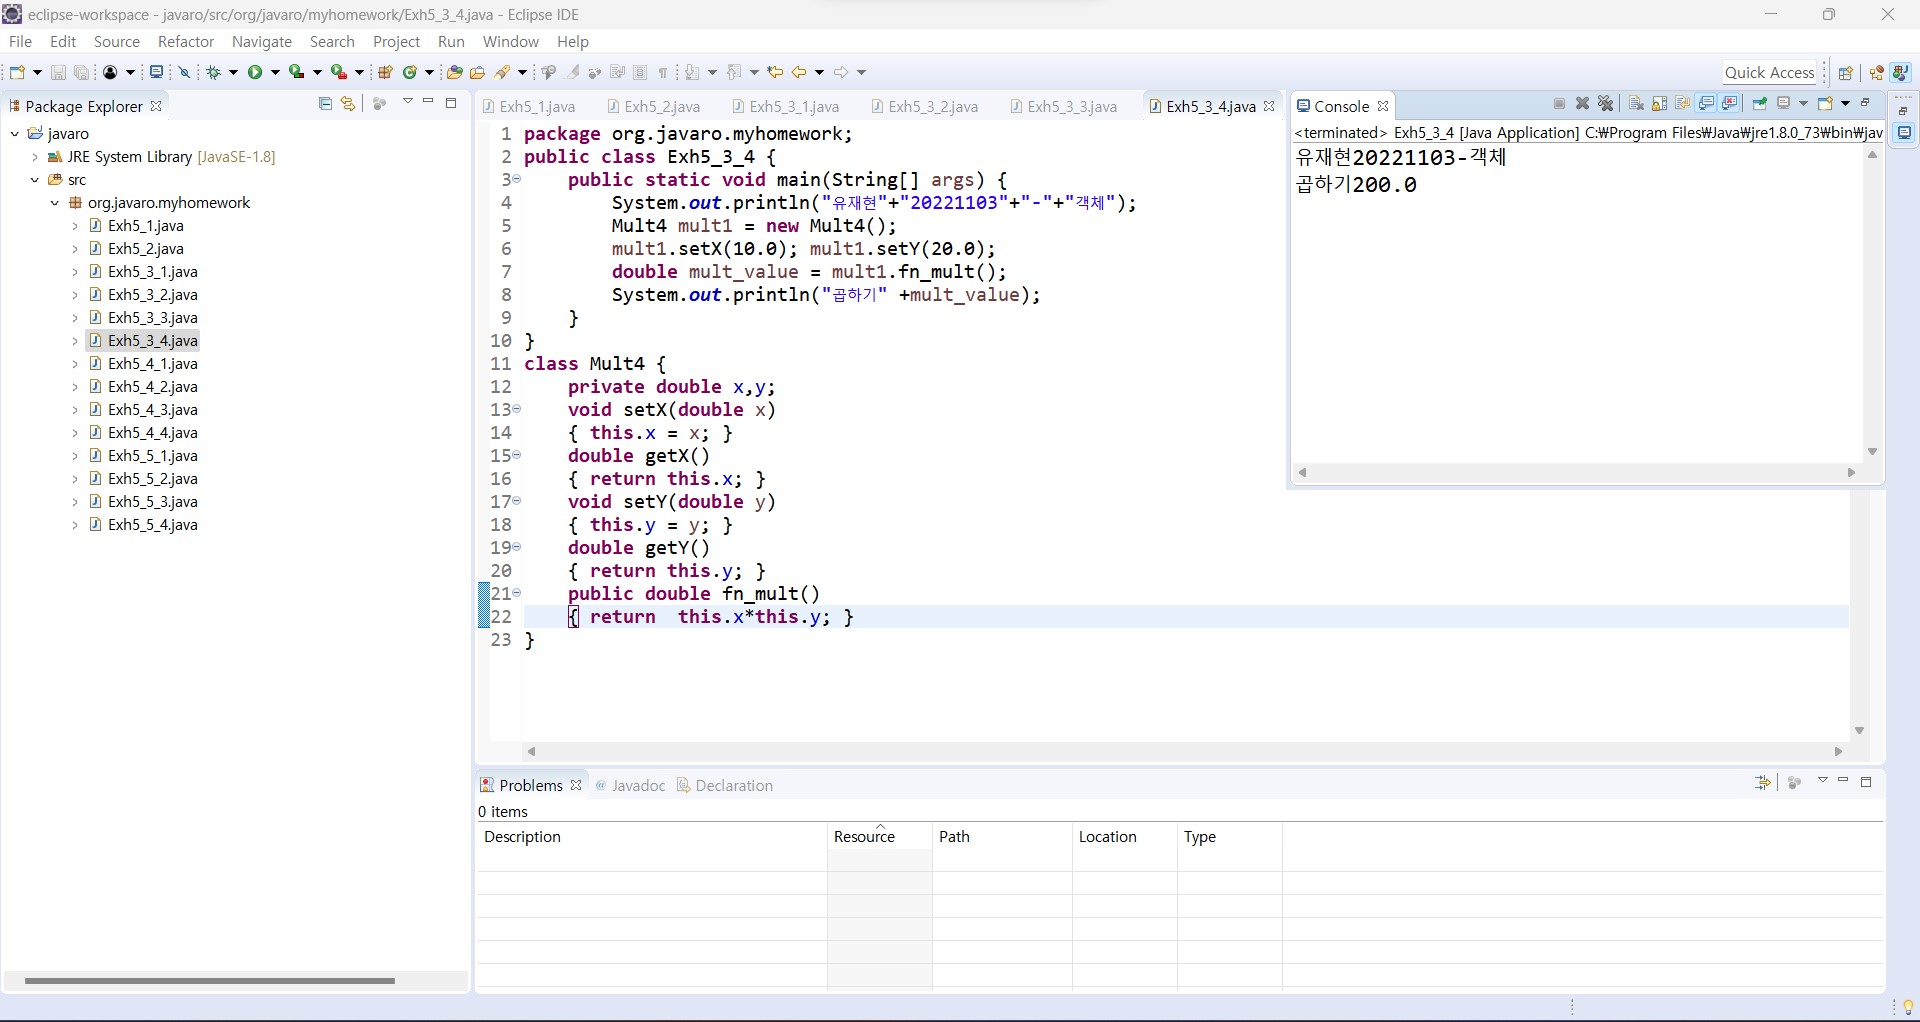 eclipse-workspace - javaro/src/org/javaro/myhomework/Exh5_3_4.java - Eclipse IDE
File Edit Source Refactor Navigate Search Project Run Window Help
Quick Access
Package Explorer
javaro
JRE System Library [JavaSE-1.8]
src
org.javaro.myhomework
Exh5_1.java
Exh5_2.java
Exh5_3_1.java
Exh5_3_2.java
Exh5_3_3.java
Exh5_3_4.java
Exh5_4_1.java
Exh5_4_2.java
Exh5_4_3.java
Exh5_4_4.java
Exh5_5_1.java
Exh5_5_2.java
Exh5_5_3.java
Exh5_5_4.java
Exh5_1.java Exh5_2.java Exh5_3_1.java Exh5_3_2.java Exh5_3_3.java Exh5_3_4.java
1 package org.javaro.myhomework;
2 public class Exh5_3_4 {
3 public static void main(String[] args) {
4 System.out.println("유재현"+"20221103"+"-"+"객체");
5 Mult4 mult1 = new Mult4();
6 mult1.setX(10.0); mult1.setY(20.0);
7 double mult_value = mult1.fn_mult();
8 System.out.println("곱하기" +mult_value);
9 }
10 }
11 class Mult4 {
12 private double x,y;
13 void setX(double x)
14 { this.x = x; }
15 double getX()
16 { return this.x; }
17 void setY(double y)
18 { this.y = y; }
19 double getY()
20 { return this.y; }
21 public double fn_mult()
22 { return  this.x*this.y; }
23 }
Console
<terminated> Exh5_3_4 [Java Application] C:₩Program Files₩Java₩jre1.8.0_73₩bin₩jav
유재현20221103-객체
곱하기200.0
Problems Javadoc Declaration
0 items
Description Resource Path Location Type